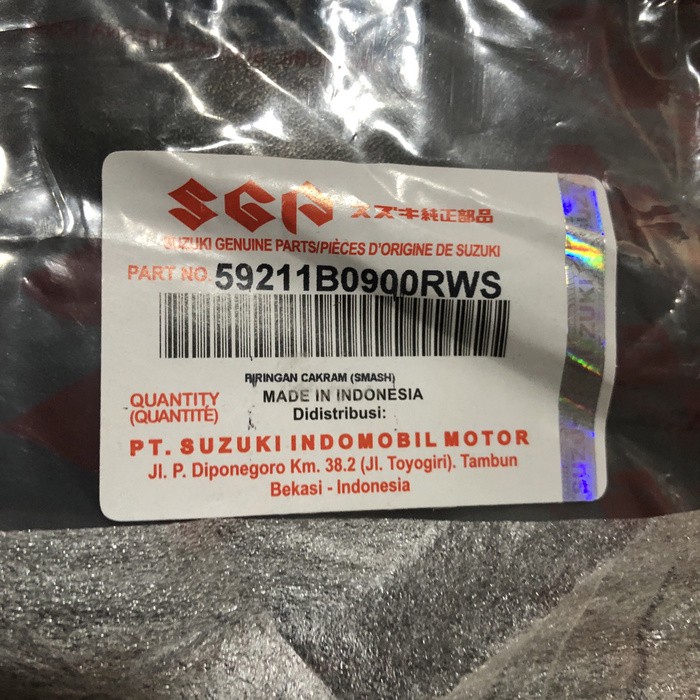 SGP スズキ純正部品
SUZUKI GENUINE PARTS/PIÈCES D'ORIGINE DE SUZUKI
PART NO. 59211B0900RWS
PIRINGAN CAKRAM (SMASH)
QUANTITY
(QUANTITÉ)
MADE IN INDONESIA
Didistribusi:
PT. SUZUKI INDOMOBIL MOTOR
Jl. P. Diponegoro Km. 38.2 (Jl. Toyogiri). Tambun
Bekasi - Indonesia
SUZUKI